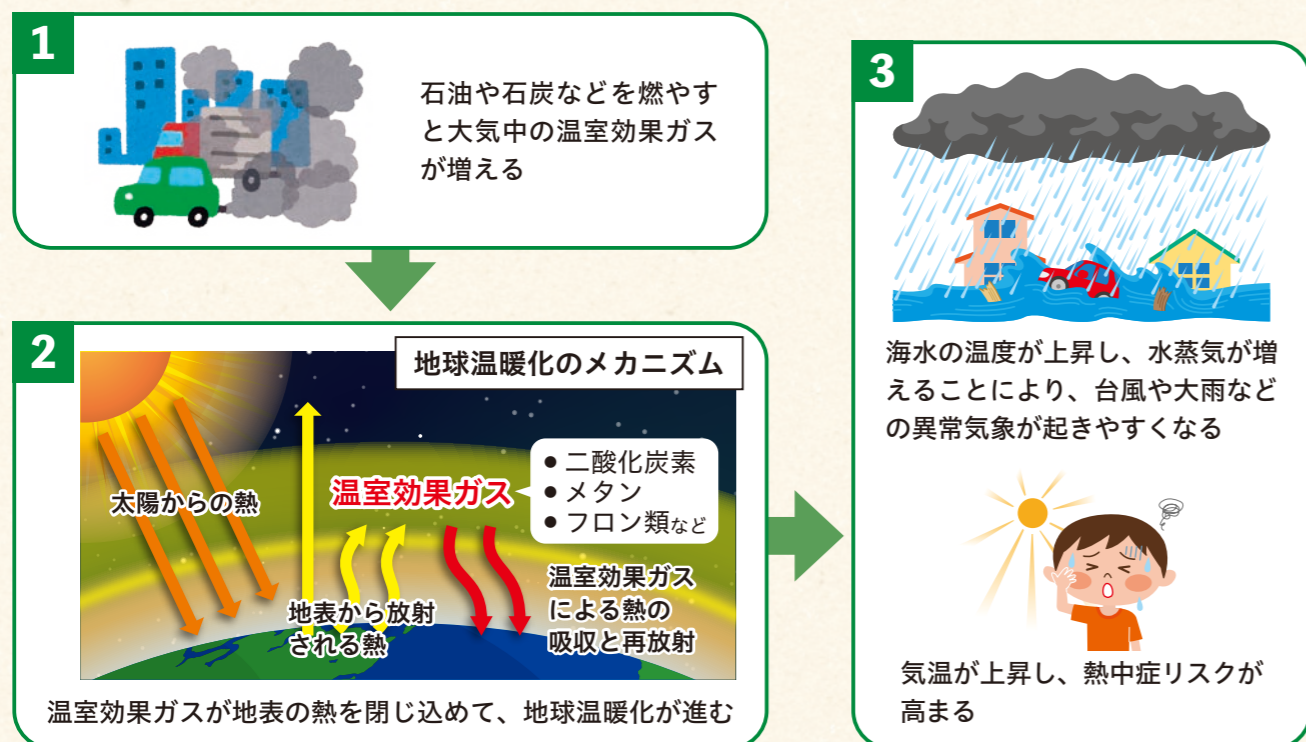 1
石油や石炭などを燃やす
と大気中の温室効果ガス
が増える
2
地球温暖化のメカニズム
太陽からの熱
温室効果ガス
● 二酸化炭素
● メタン
● フロン類など
地表から放射
される熱
温室効果ガス
による熱の
吸収と再放射
温室効果ガスが地表の熱を閉じ込めて、地球温暖化が進む
3
海水の温度が上昇し、水蒸気が増
えることにより、台風や大雨など
の異常気象が起きやすくなる
気温が上昇し、熱中症リスクが
高まる